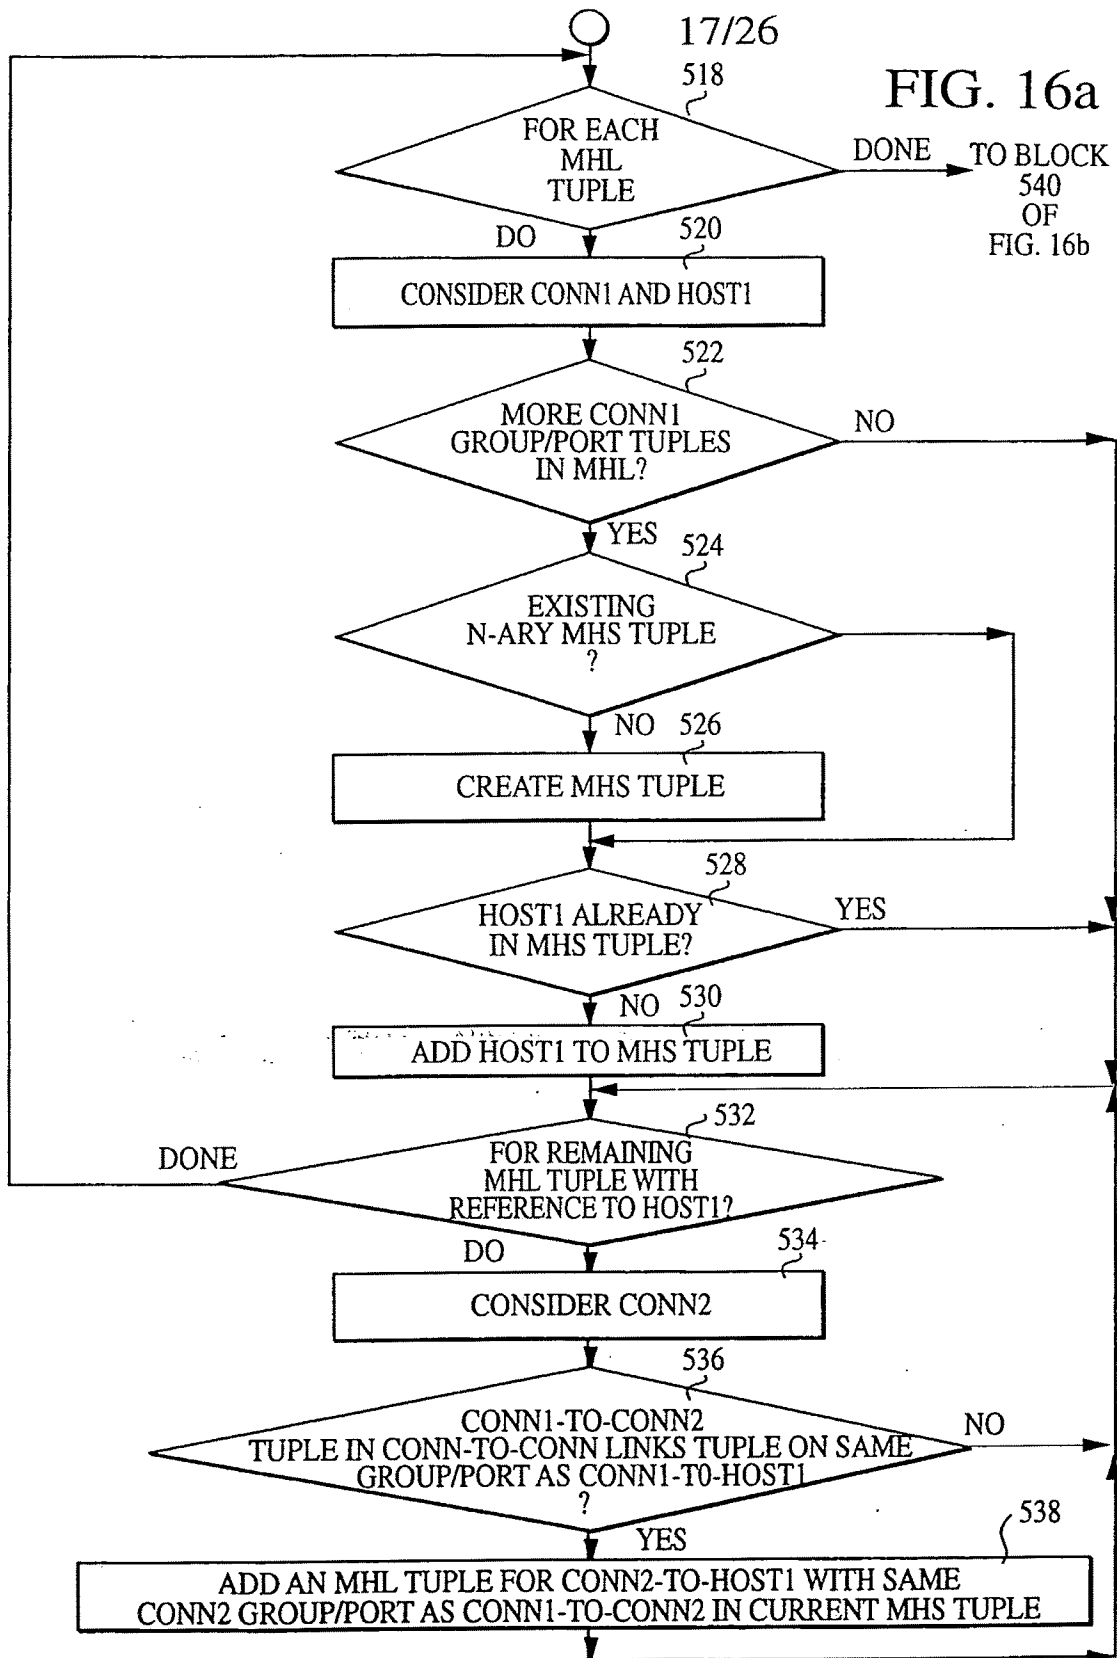 17/26
FIG. 16a
518
FOR EACH
MHL
TUPLE
DONE
TO BLOCK
540
OF
FIG. 16b
DO
520
CONSIDER CONN1 AND HOST1
522
MORE CONN1
GROUP/PORT TUPLES
IN MHL?
NO
YES
524
EXISTING
N-ARY MHS TUPLE
?
NO
526
CREATE MHS TUPLE
528
HOST1 ALREADY
IN MHS TUPLE?
YES
NO
530
ADD HOST1 TO MHS TUPLE
532
FOR REMAINING
MHL TUPLE WITH
REFERENCE TO HOST1?
DONE
DO
534
CONSIDER CONN2
536
CONN1-TO-CONN2
TUPLE IN CONN-TO-CONN LINKS TUPLE ON SAME
GROUP/PORT AS CONN1-T0-HOST1
?
NO
YES
538
ADD AN MHL TUPLE FOR CONN2-TO-HOST1 WITH SAME
CONN2 GROUP/PORT AS CONN1-TO-CONN2 IN CURRENT MHS TUPLE